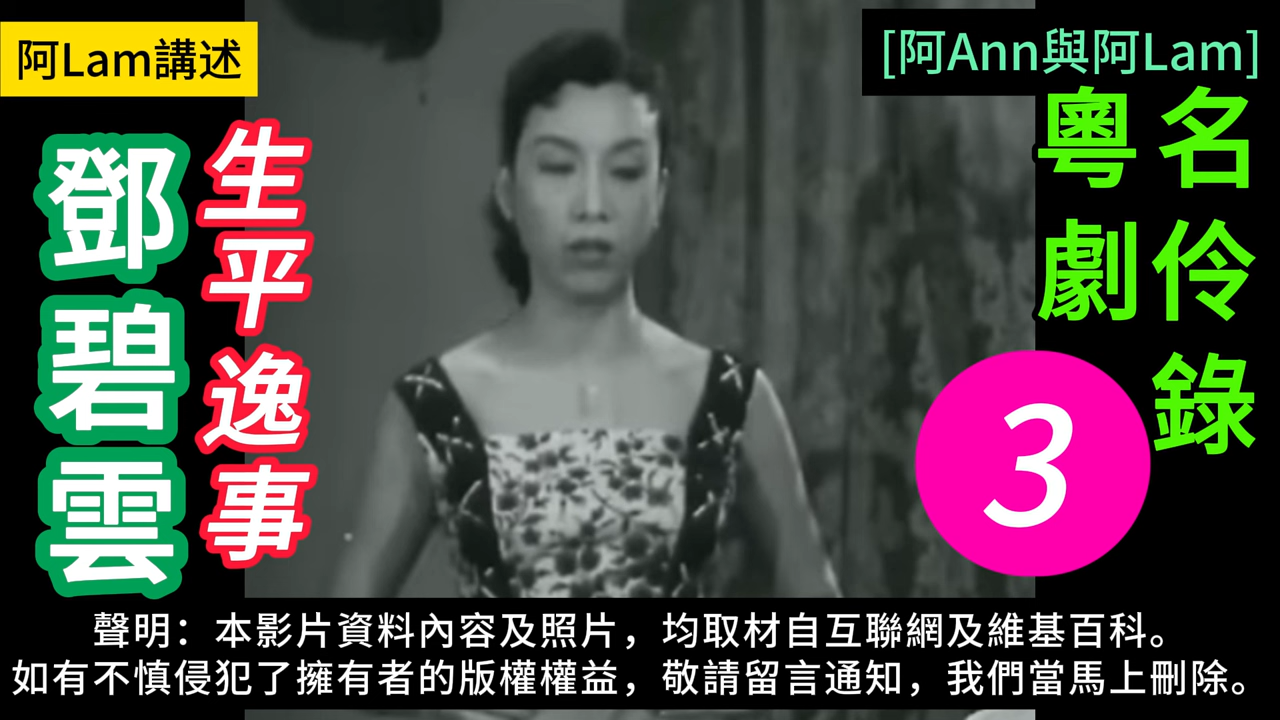 阿Lam講述
[阿Ann與阿Lam]
粵劇
名伶錄
3
鄧碧雲
生平逸事
聲明：本影片資料內容及照片，均取材自互聯網及維基百科。
如有不慎侵犯了擁有者的版權權益，敬請留言通知，我們當馬上刪除。